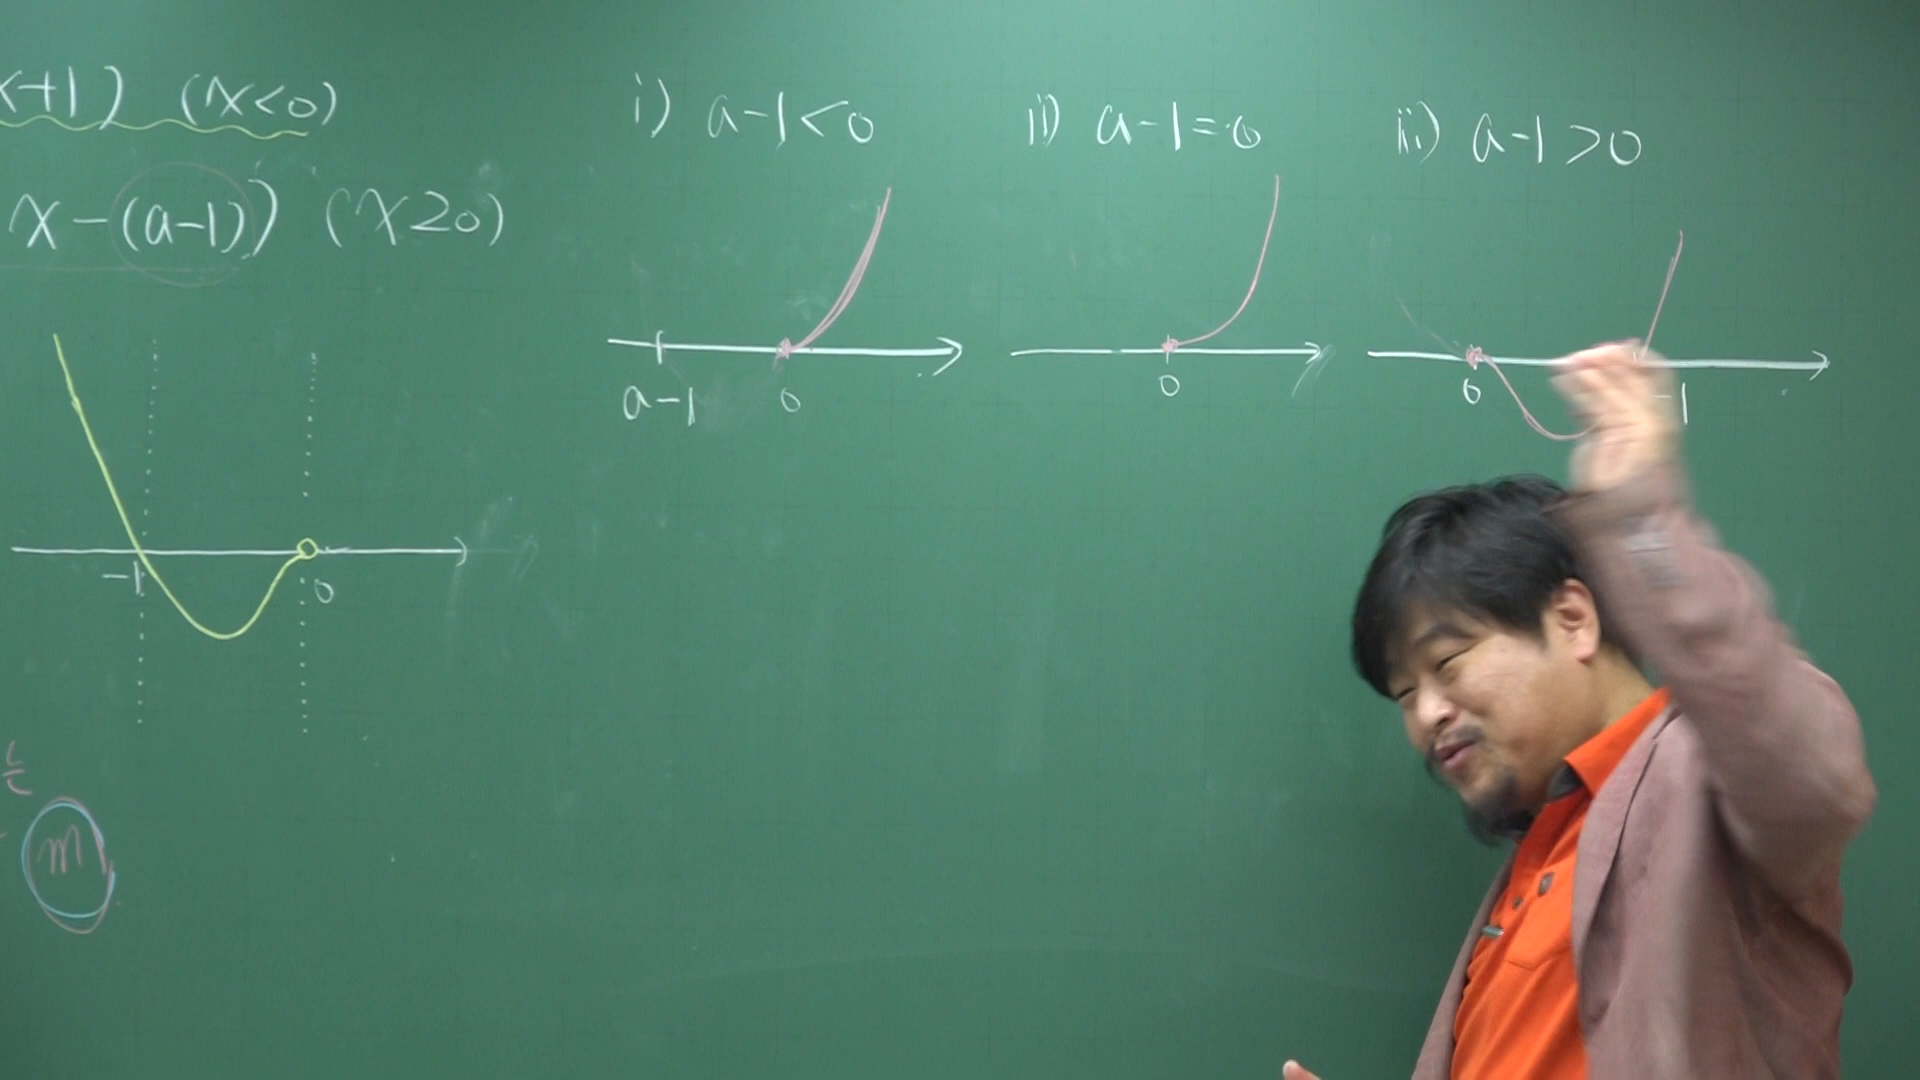 x+1) (x<0)
x-(a-1)) (x≥0)
-1 0
m
i) a-1<0
a-1 0
ii) a-1=0
0
iii) a-1>0
0 -1